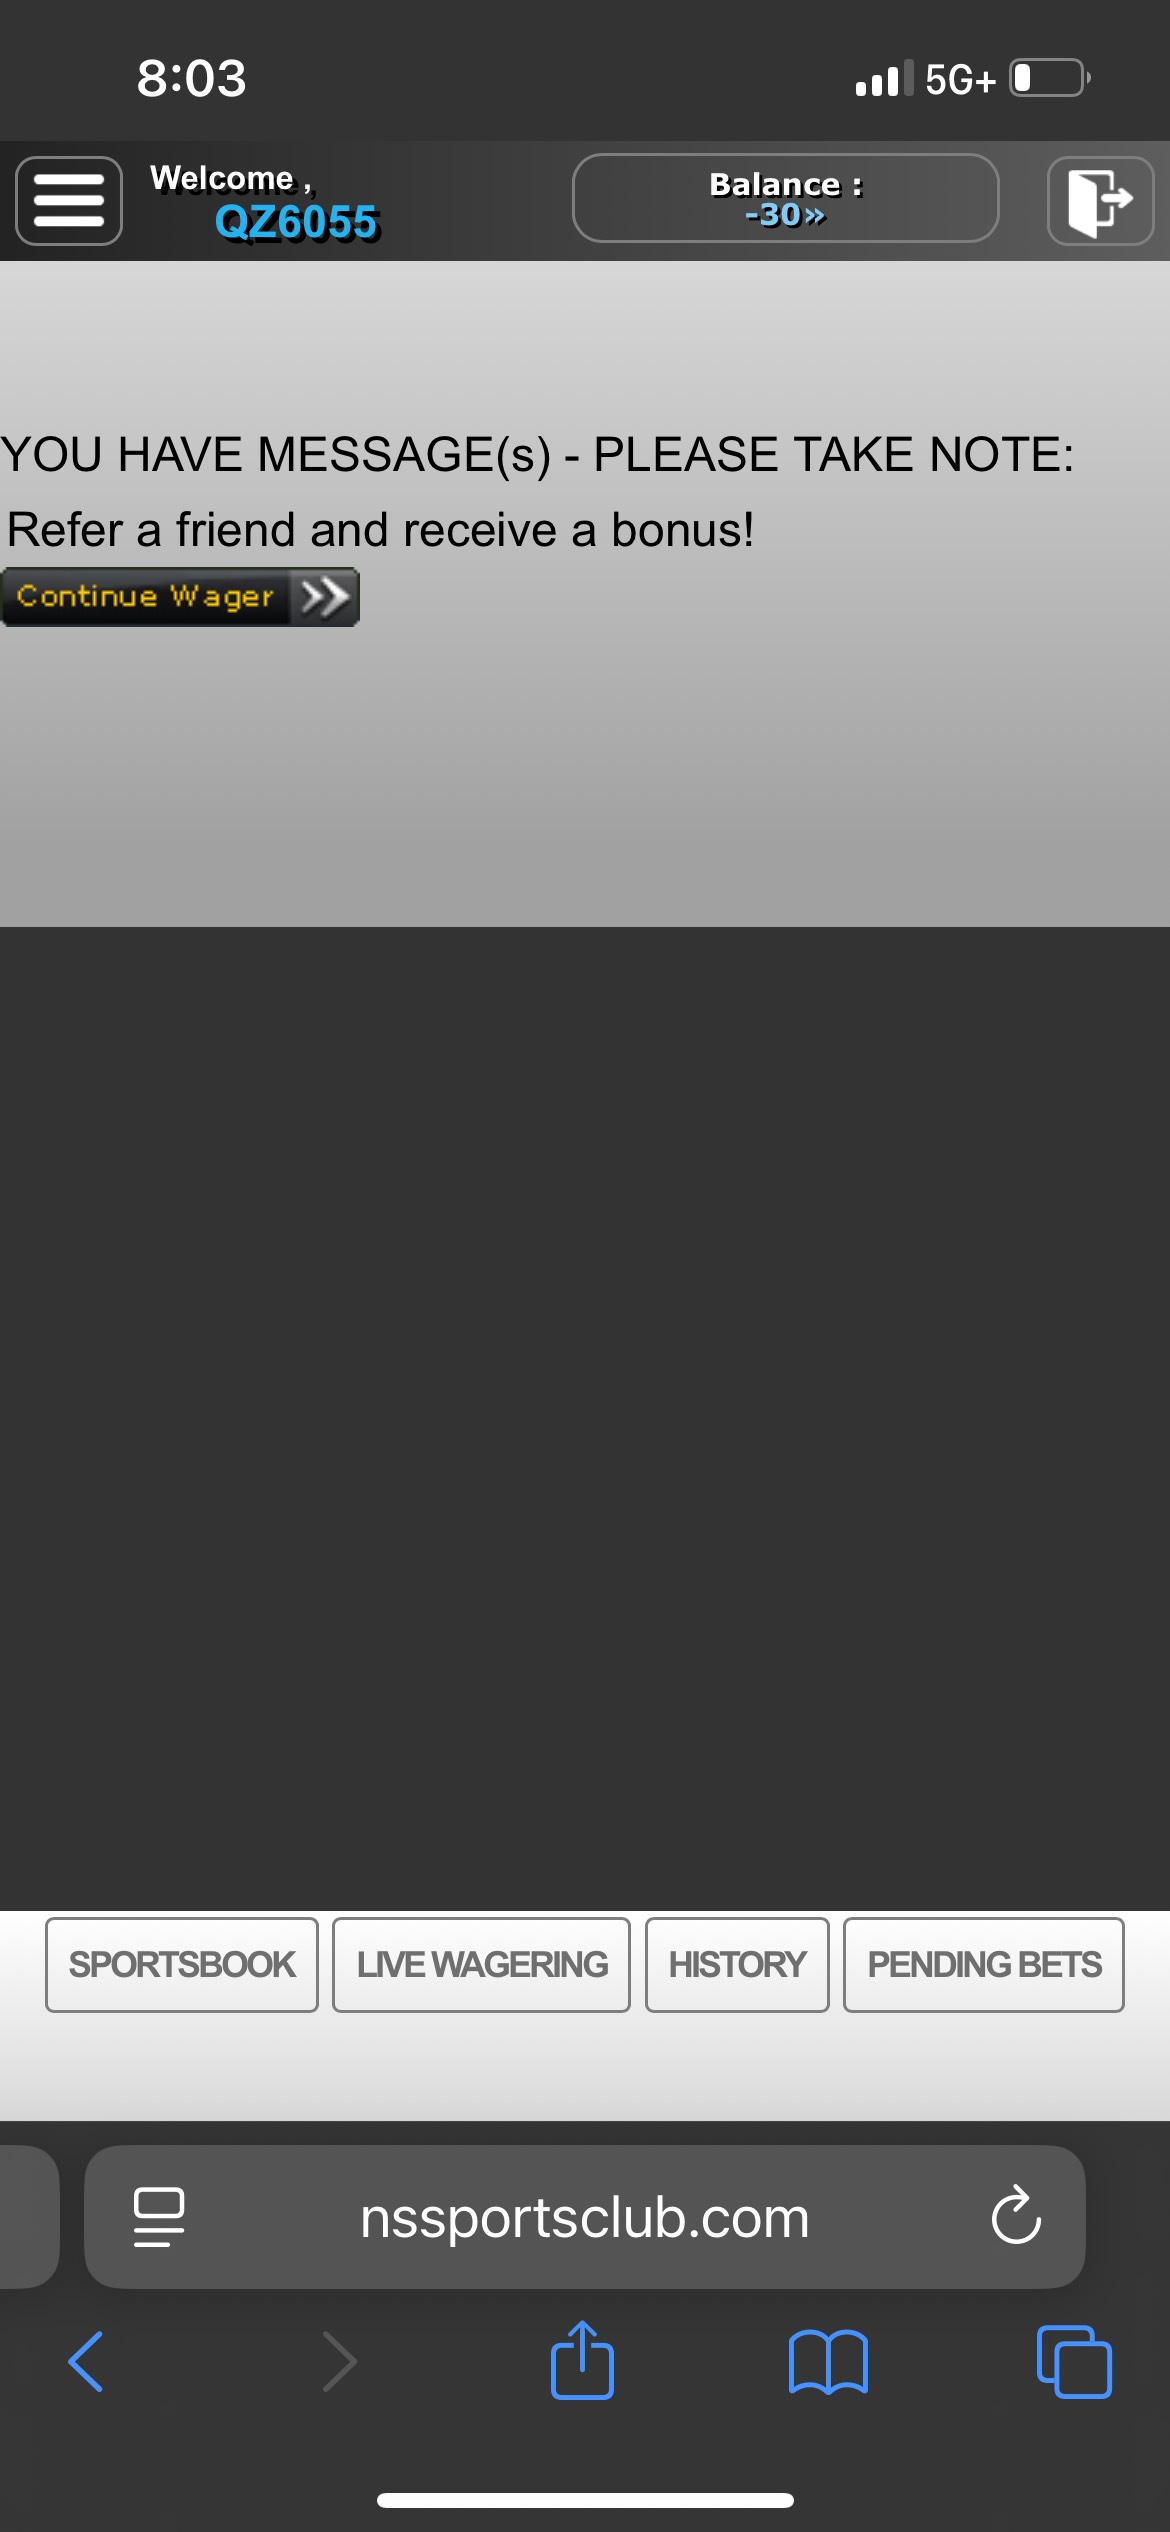 8:03
5G+
Welcome ,
QZ6055
Balance :
-30»
YOU HAVE MESSAGE(s) - PLEASE TAKE NOTE:
Refer a friend and receive a bonus!
Continue Wager
SPORTSBOOK
LIVE WAGERING
HISTORY
PENDING BETS
nssportsclub.com